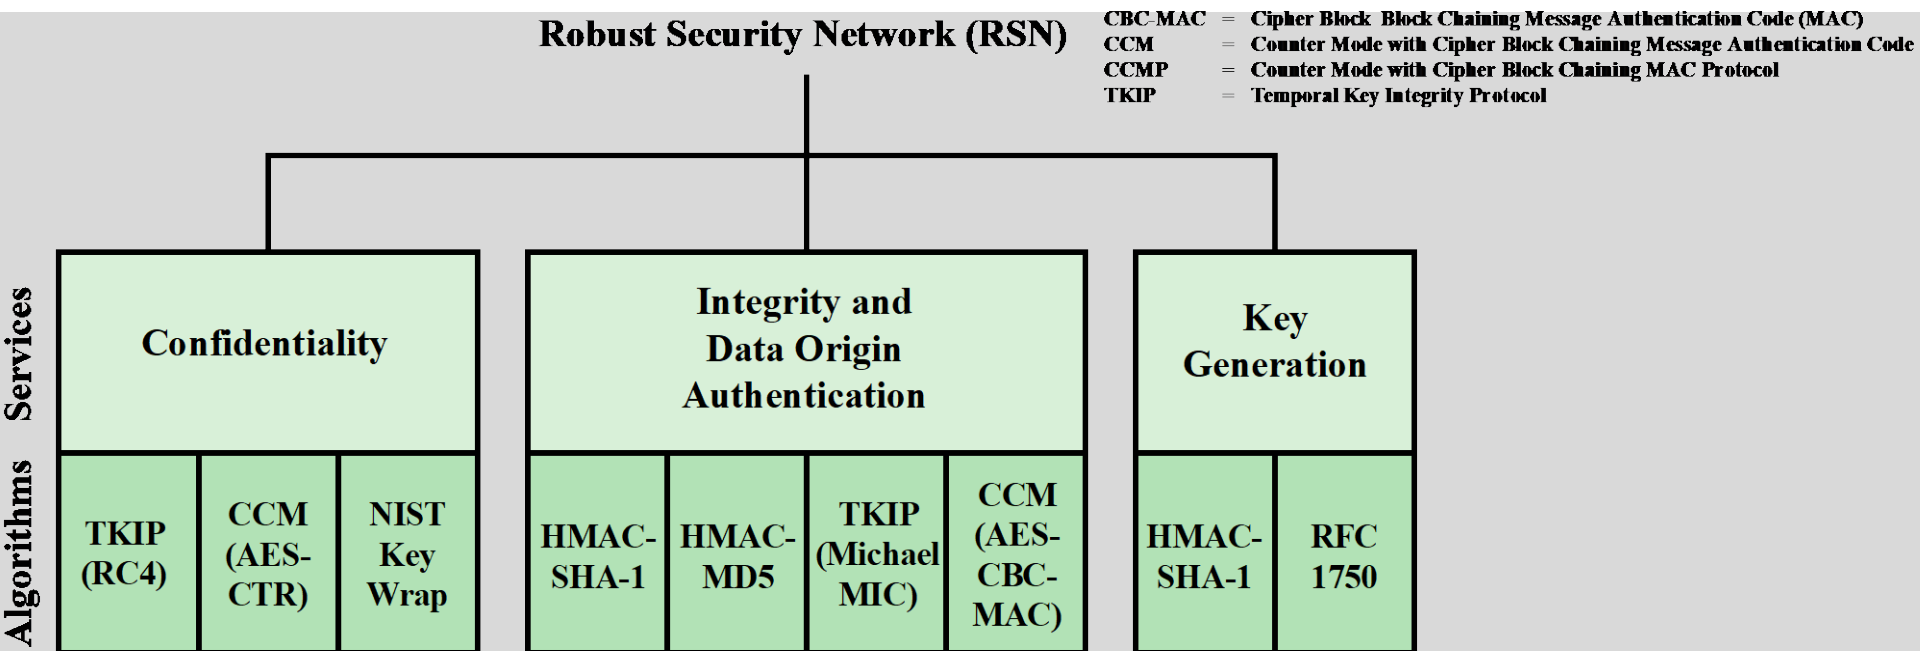 Robust Security Network (RSN)
CBC-MAC = Cipher Block Block Chaining Message Authentication Code (MAC)
CCM = Counter Mode with Cipher Block Chaining Message Authentication Code
CCMP = Counter Mode with Cipher Block Chaining MAC Protocol
TKIP = Temporal Key Integrity Protocol
Services
Confidentiality
Integrity and
Data Origin
Authentication
Key
Generation
Algorithms
TKIP
(RC4)
CCM
(AES-
CTR)
NIST
Key
Wrap
HMAC-
SHA-1
HMAC-
MD5
TKIP
(Michael
MIC)
CCM
(AES-
CBC-
MAC)
HMAC-
SHA-1
RFC
1750